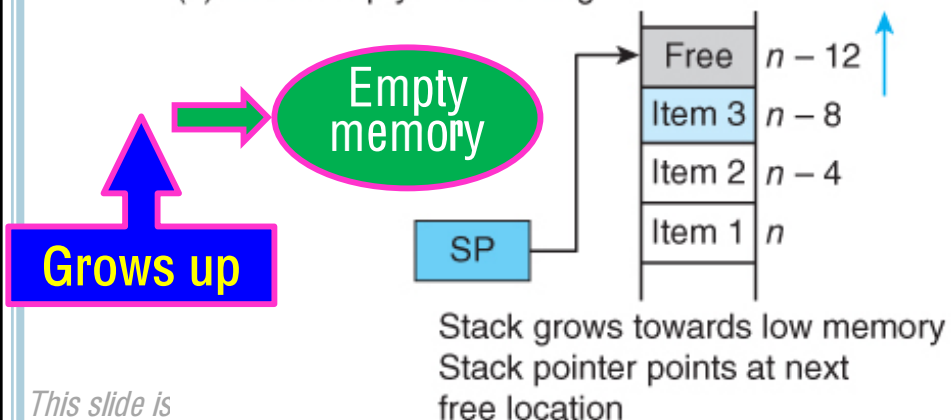 Empty
memory
Grows up
SP
Free n – 12
Item 3 n – 8
Item 2 n – 4
Item 1 n
Stack grows towards low memory
Stack pointer points at next
free location
This slide is